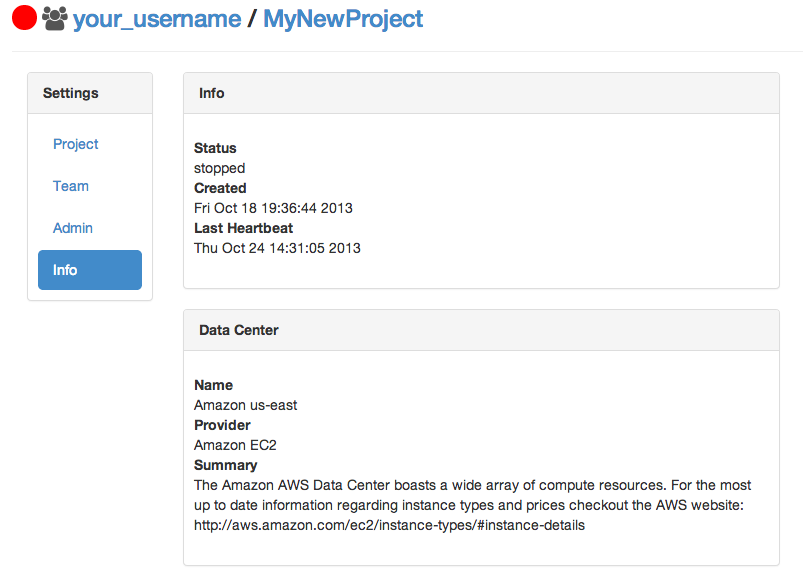 your_username / MyNewProject
Settings
Project
Team
Admin
Info
Info
Status
stopped
Created
Fri Oct 18 19:36:44 2013
Last Heartbeat
Thu Oct 24 14:31:05 2013
Data Center
Name
Amazon us-east
Provider
Amazon EC2
Summary
The Amazon AWS Data Center boasts a wide array of compute resources. For the most
up to date information regarding instance types and prices checkout the AWS website:
http://aws.amazon.com/ec2/instance-types/#instance-details